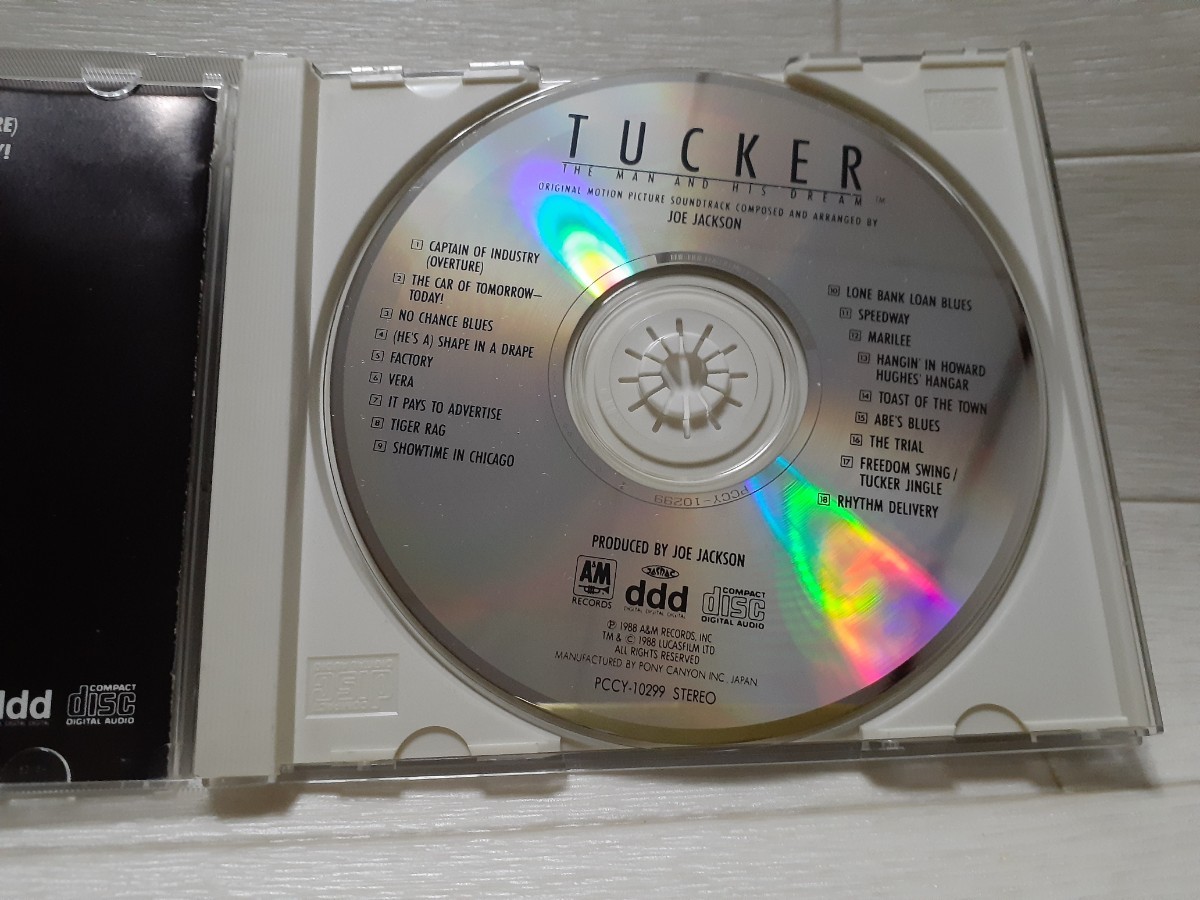 RE)
Y!
ddd
COMPACT
disc
DIGITAL AUDIO
TUCKER
THE MAN AND HIS DREAM ™
ORIGINAL MOTION PICTURE SOUNDTRACK COMPOSED AND ARRANGED BY
JOE JACKSON
1 CAPTAIN OF INDUSTRY
(OVERTURE)
2 THE CAR OF TOMORROW—
TODAY!
3 NO CHANCE BLUES
4 (HE'S A) SHAPE IN A DRAPE
5 FACTORY
6 VERA
7 IT PAYS TO ADVERTISE
8 TIGER RAG
9 SHOWTIME IN CHICAGO
10 LONE BANK LOAN BLUES
11 SPEEDWAY
12 MARILEE
13 HANGIN' IN HOWARD
HUGHES' HANGAR
14 TOAST OF THE TOWN
15 ABE'S BLUES
16 THE TRIAL
17 FREEDOM SWING/
TUCKER JINGLE
18 RHYTHM DELIVERY
PCCY-10299
PRODUCED BY JOE JACKSON
A&M
RECORDS
JASRAC
ddd
DIGITAL DIGITAL DIGITAL
COMPACT
disc
DIGITAL AUDIO
℗ 1988 A&M RECORDS, INC
TM & © 1988 LUCASFILM LTD
ALL RIGHTS RESERVED
MANUFACTURED BY PONY CANYON INC. JAPAN
PCCY-10299 STEREO